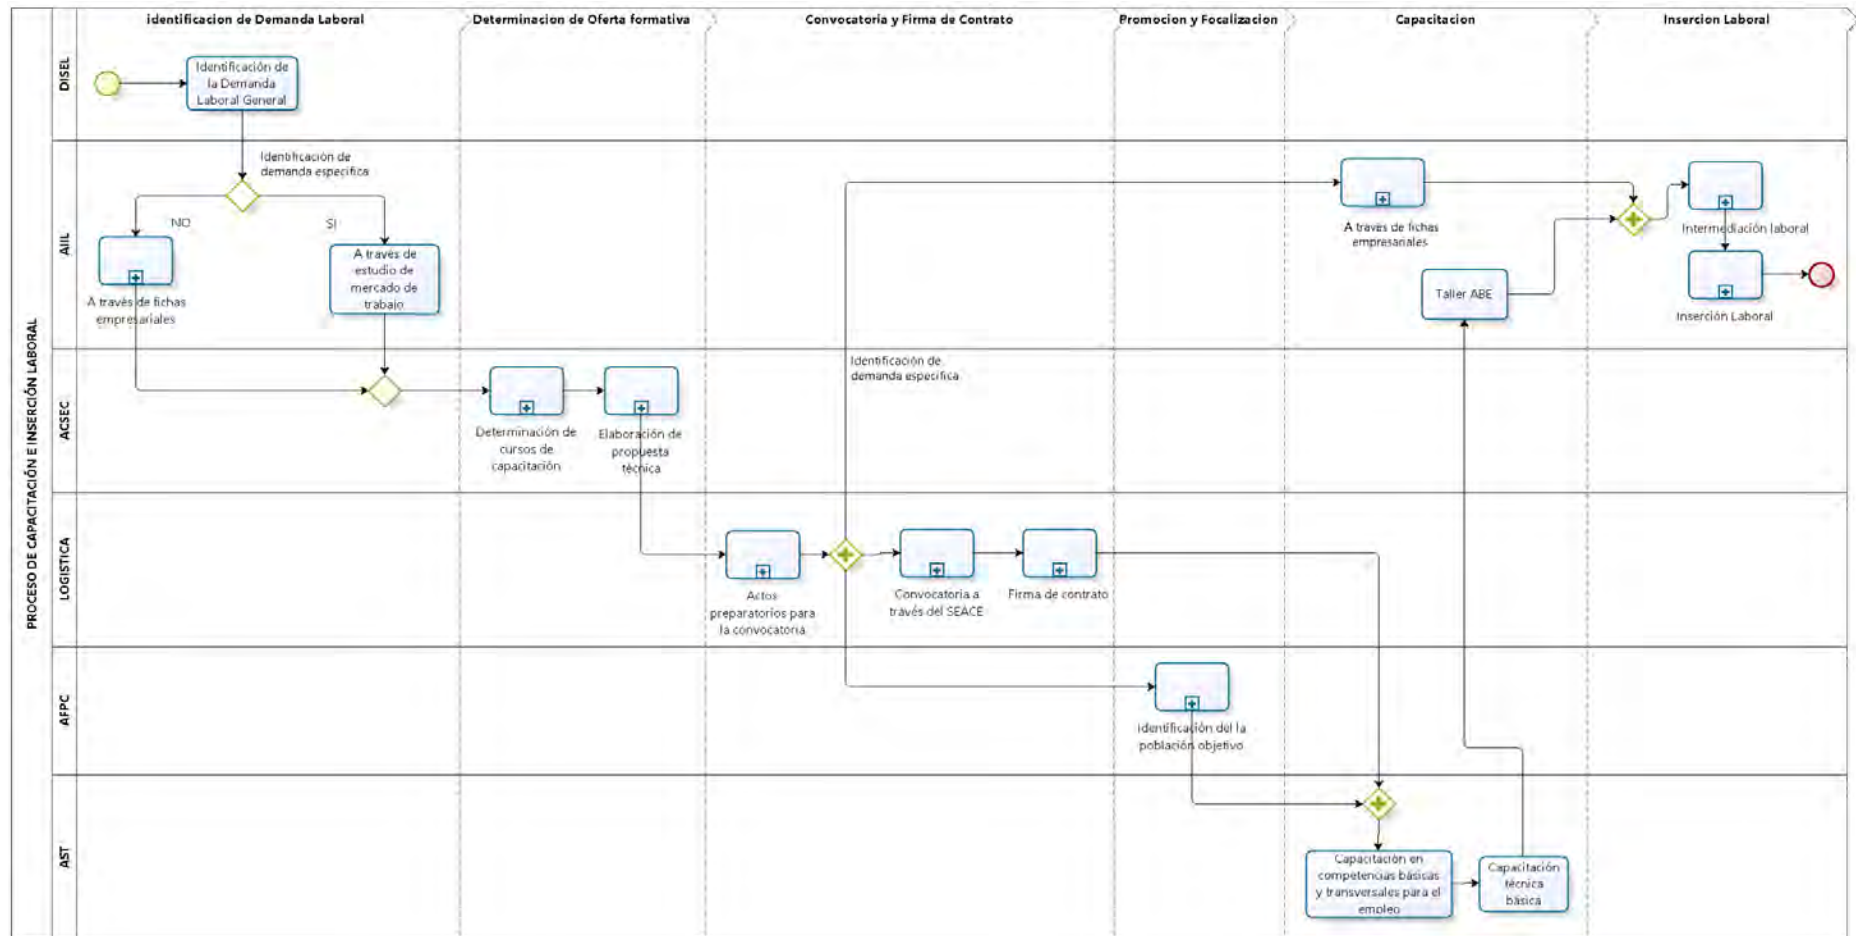 identificacion de Demanda Laboral
Determinacion de Oferta formativa
Convocatoria y Firma de Contrato
Promocion y Focalizacion
Capacitacion
Insercion Laboral
PROCESO DE CAPACITACIÓN E INSERCIÓN LABORAL
DISEL
Identificación de
la Demanda
Laboral General
AIIL
Identificación de
demanda especifica
NO
SI
A través de fichas
empresariales
A través de
estudio de
mercado de
trabajo
A través de fichas
empresariales
Taller ABE
Intermediación laboral
Inserción Laboral
ACSEC
Determinación de
cursos de
capacitación
Elaboración de
propuesta
técnica
Identificación de
demanda especifica
LOGISTICA
Actos
preparatorios para
la convocatoria
Convocatoria a
través del SEACE
Firma de contrato
AFPC
identificación del la
población objetivo
AST
Capacitación en
competencias básicas
y transversales para el
empleo
Capacitación
técnica
básica